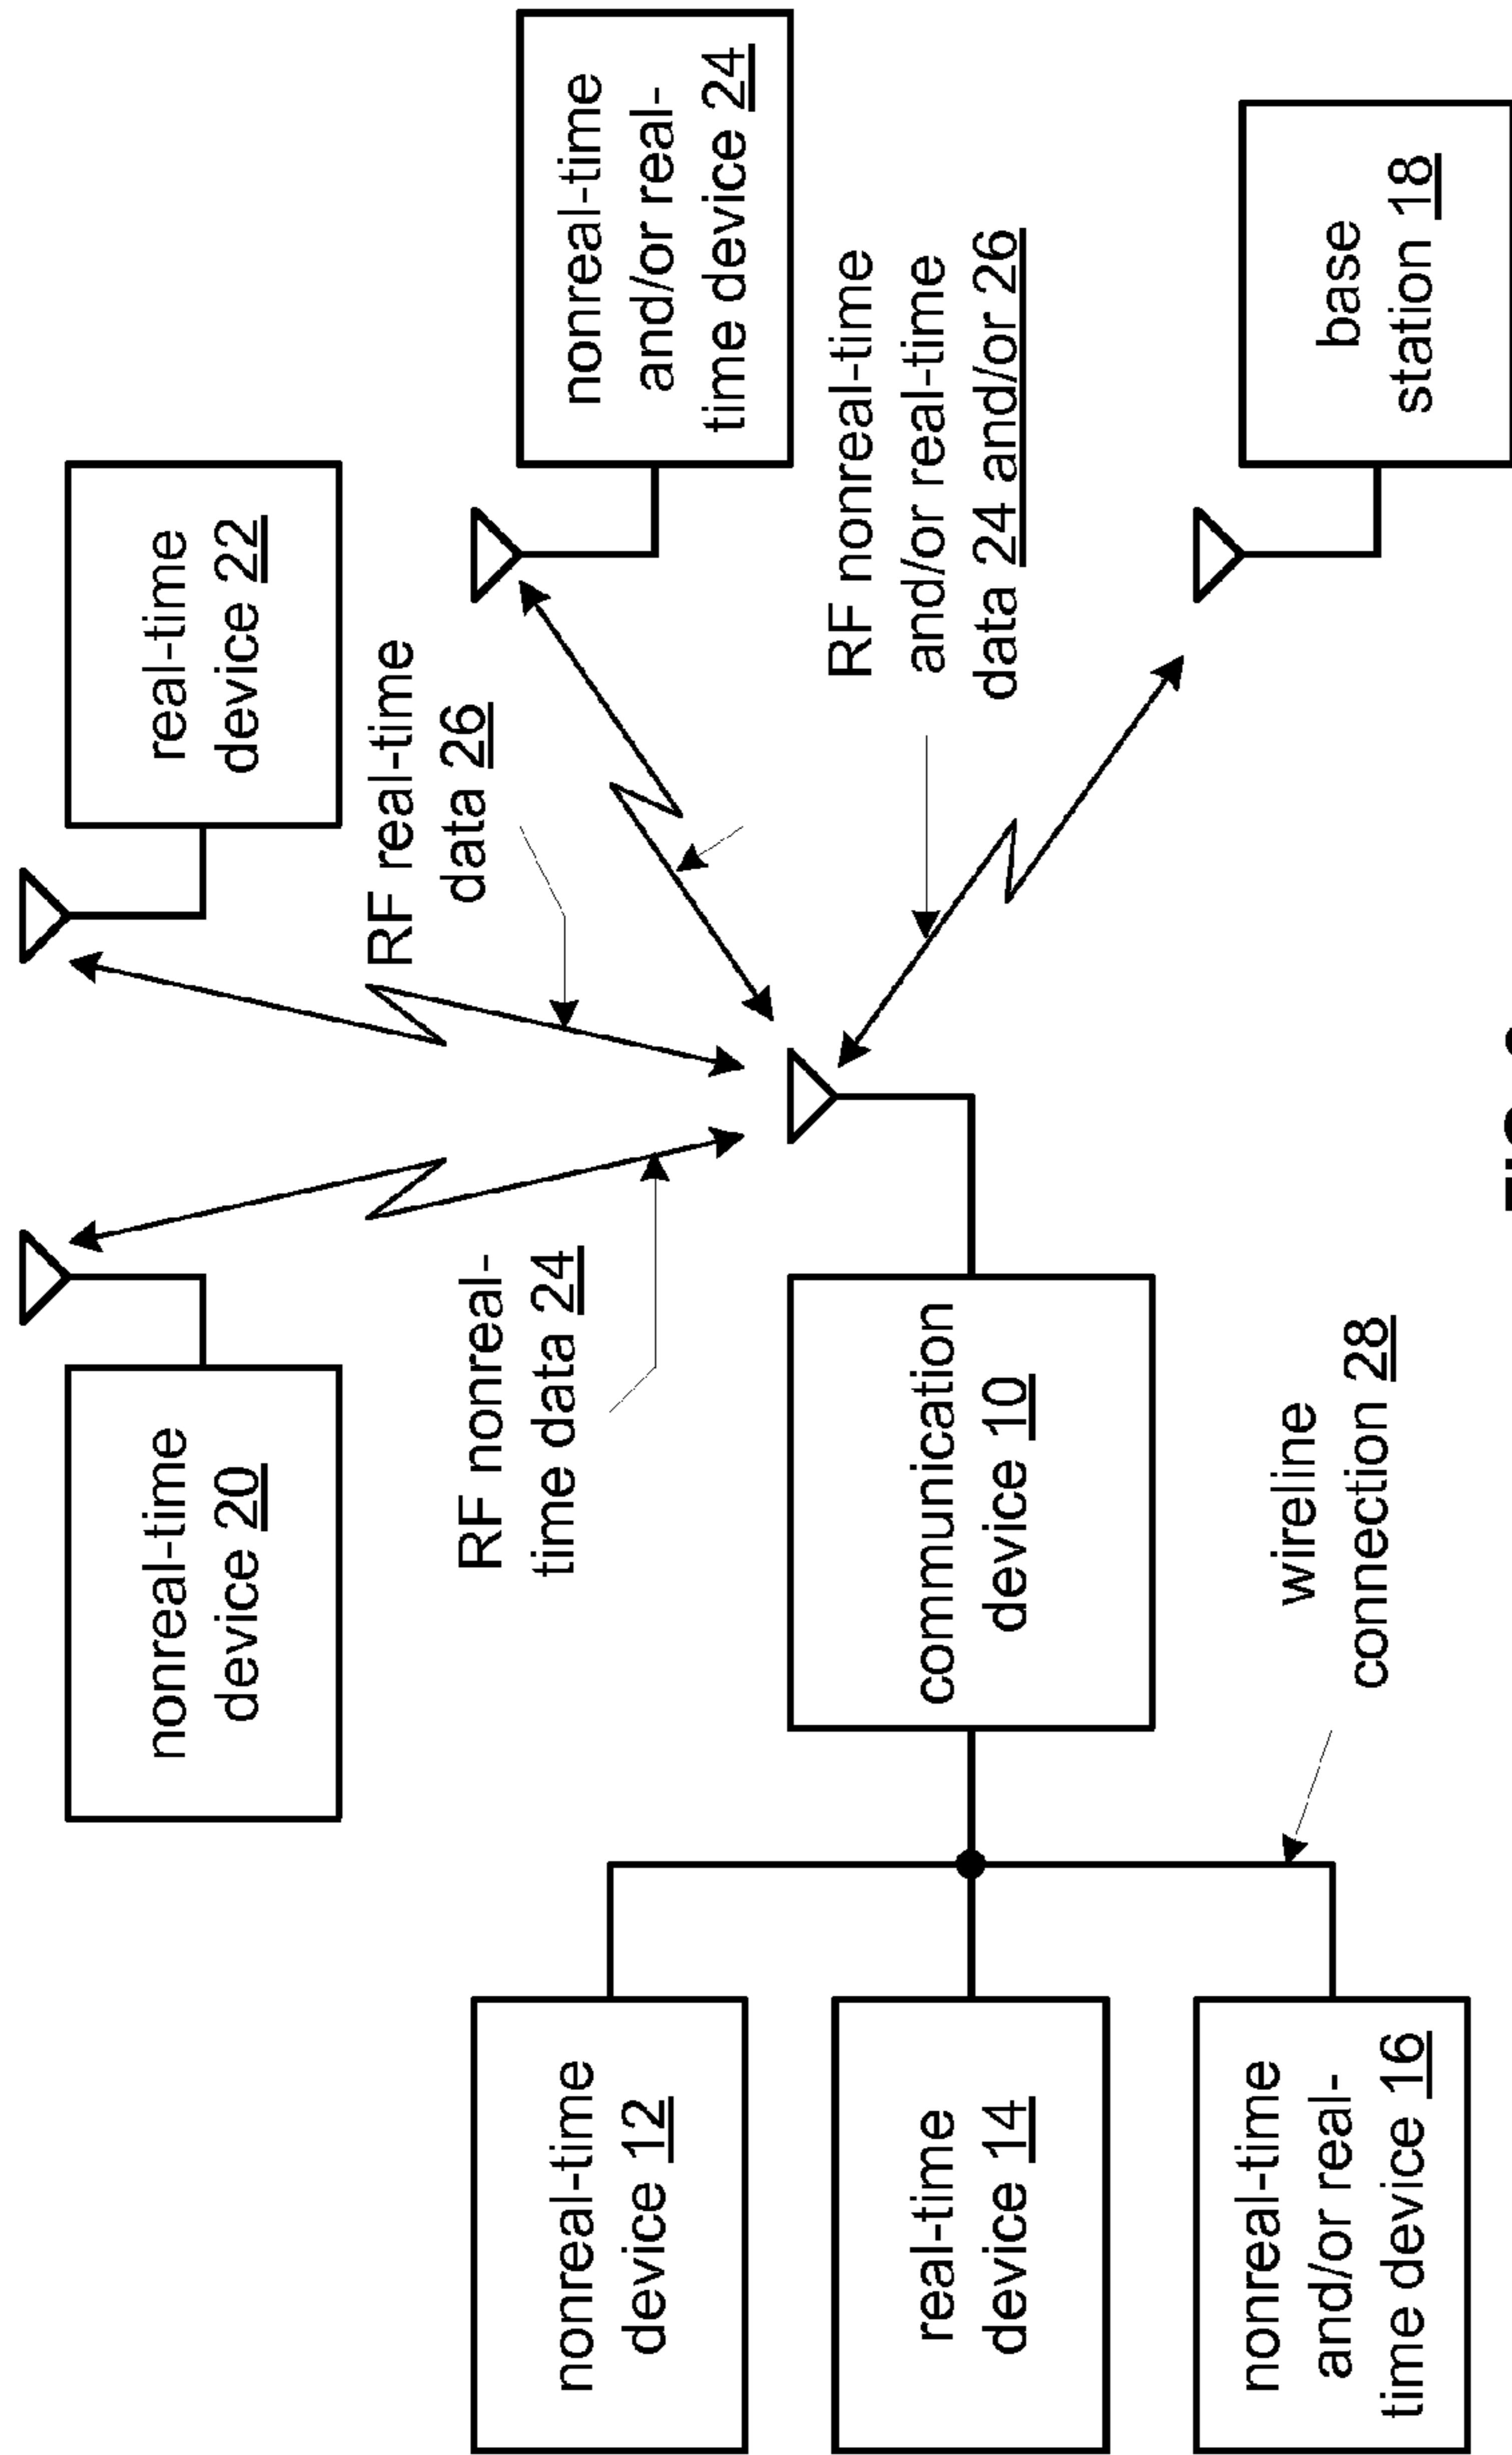 nonreal-time
device 20
real-time
device 22
RF real-time
data 26
RF nonreal-
time data 24
nonreal-time
and/or real-
time device 24
nonreal-time
device 12
communication
device 10
RF nonreal-time
and/or real-time
data 24 and/or 26
real-time
device 14
wireline
connection 28
nonreal-time
and/or real-
time device 16
base
station 18